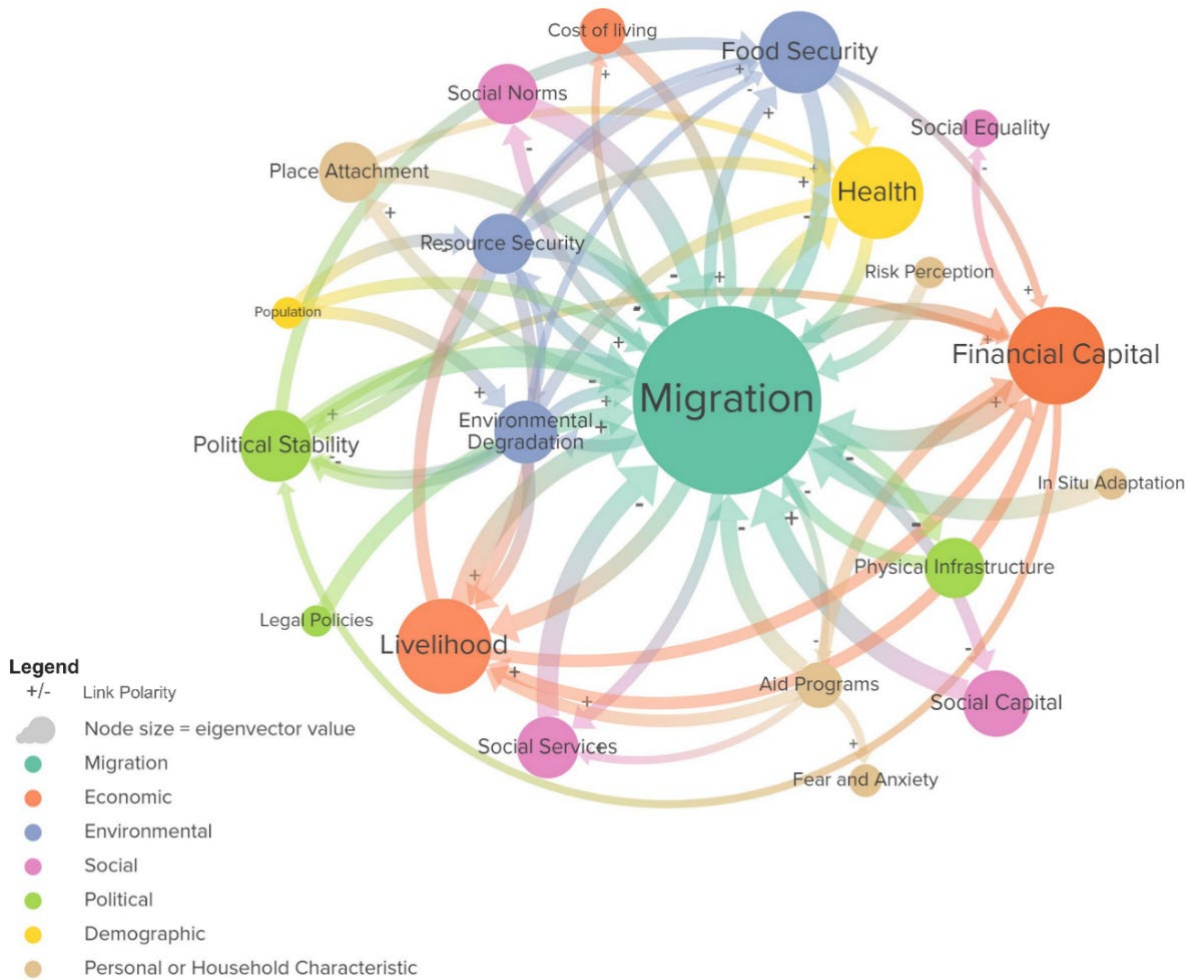 Cost of living
Food Security
Social Norms
Social Equality
Place Attachment
Health
Resource Security
Risk Perception
Population
Financial Capital
Migration
Environmental
Degradation
Political Stability
In Situ Adaptation
Physical Infrastructure
Legal Policies
Livelihood
Aid Programs
Social Capital
Social Services
Fear and Anxiety
Legend
+/- Link Polarity
Node size = eigenvector value
Migration
Economic
Environmental
Social
Political
Demographic
Personal or Household Characteristic